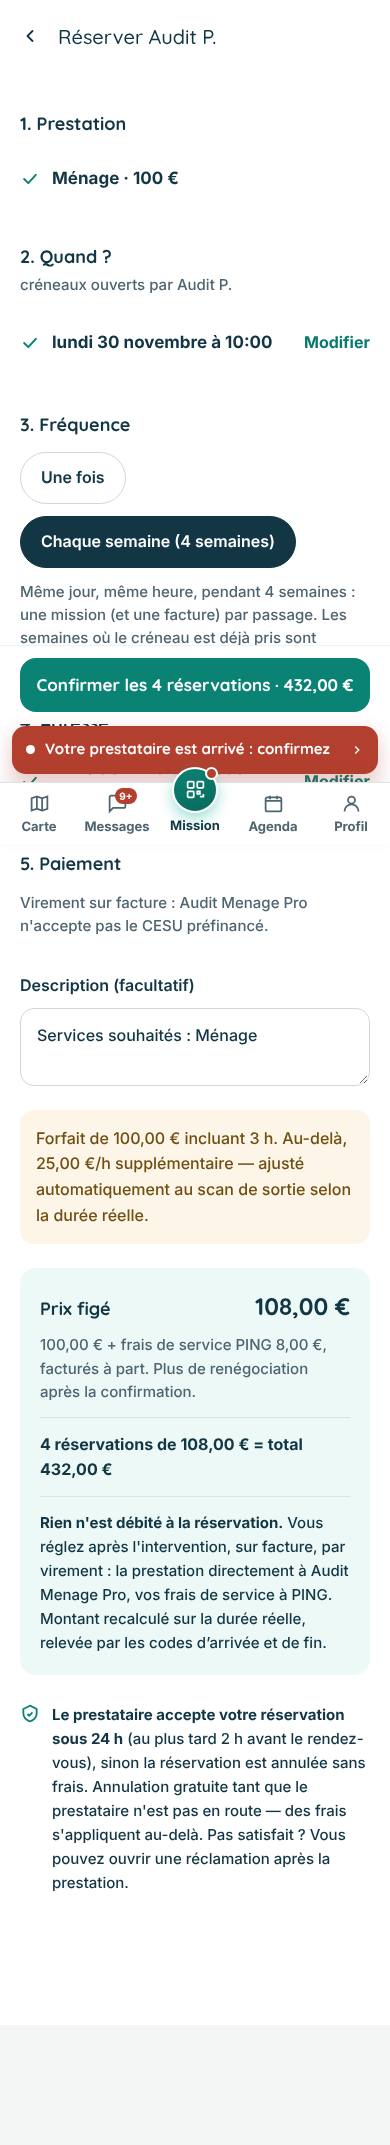 Réserver Audit P.
1. Prestation
Ménage · 100 €
2. Quand ?
créneaux ouverts par Audit P.
lundi 30 novembre à 10:00 Modifier
3. Fréquence
Une fois
Chaque semaine (4 semaines)
Même jour, même heure, pendant 4 semaines :
une mission (et une facture) par passage. Les
semaines où le créneau est déjà pris sont
Confirmer les 4 réservations · 432,00 €
Votre prestataire est arrivé : confirmez
Modifier
9+
Carte Messages Mission Agenda Profil
5. Paiement
Virement sur facture : Audit Menage Pro
n'accepte pas le CESU préfinancé.
Description (facultatif)
Services souhaités : Ménage
Forfait de 100,00 € incluant 3 h. Au-delà,
25,00 €/h supplémentaire — ajusté
automatiquement au scan de sortie selon
la durée réelle.
Prix figé 108,00 €
100,00 € + frais de service PING 8,00 €,
facturés à part. Plus de renégociation
après la confirmation.
4 réservations de 108,00 € = total
432,00 €
Rien n'est débité à la réservation. Vous
réglez après l'intervention, sur facture, par
virement : la prestation directement à Audit
Menage Pro, vos frais de service à PING.
Montant recalculé sur la durée réelle,
relevée par les codes d’arrivée et de fin.
Le prestataire accepte votre réservation
sous 24 h (au plus tard 2 h avant le rendez-
vous), sinon la réservation est annulée sans
frais. Annulation gratuite tant que le
prestataire n'est pas en route — des frais
s'appliquent au-delà. Pas satisfait ? Vous
pouvez ouvrir une réclamation après la
prestation.